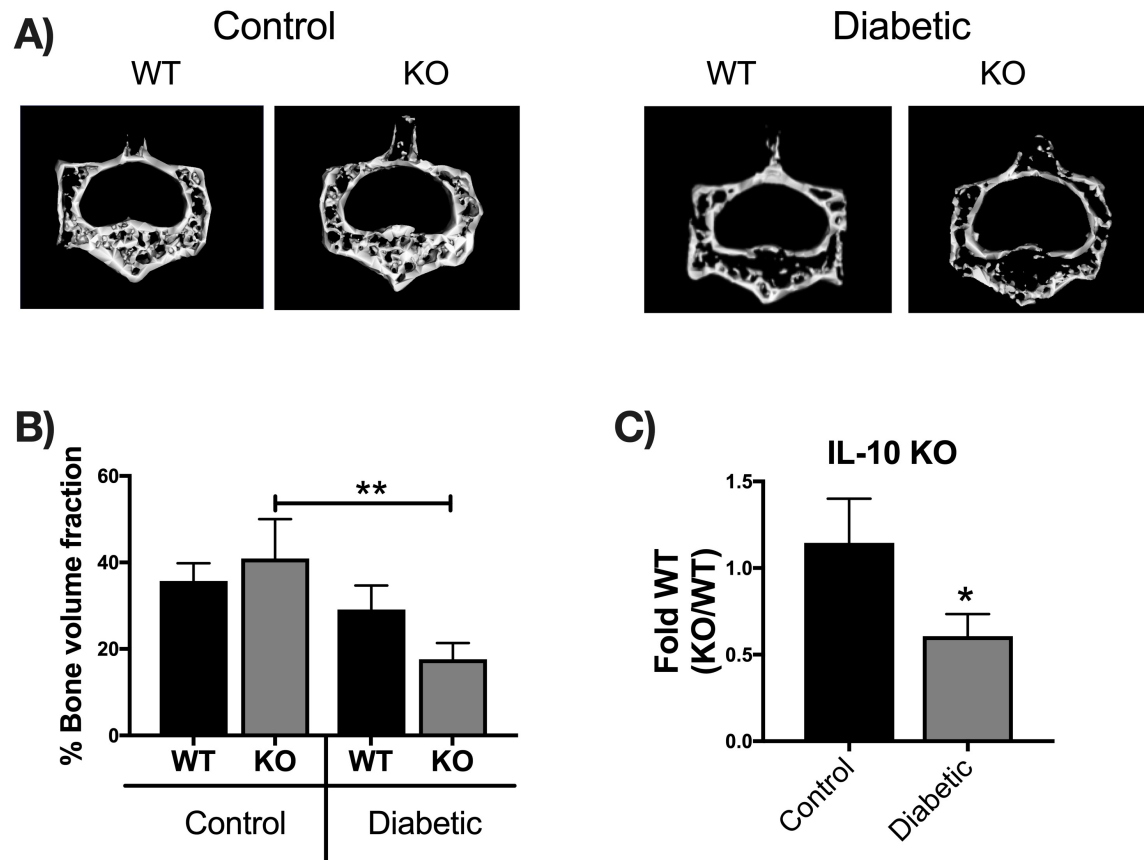 A)
Control
Diabetic
WT
KO
WT
KO
B)
% Bone volume fraction
60
40
20
0
**
WT
KO
WT
KO
Control
Diabetic
C)
IL-10 KO
Fold WT
(KO/WT)
1.5
1.0
0.5
0.0
*
Control
Diabetic